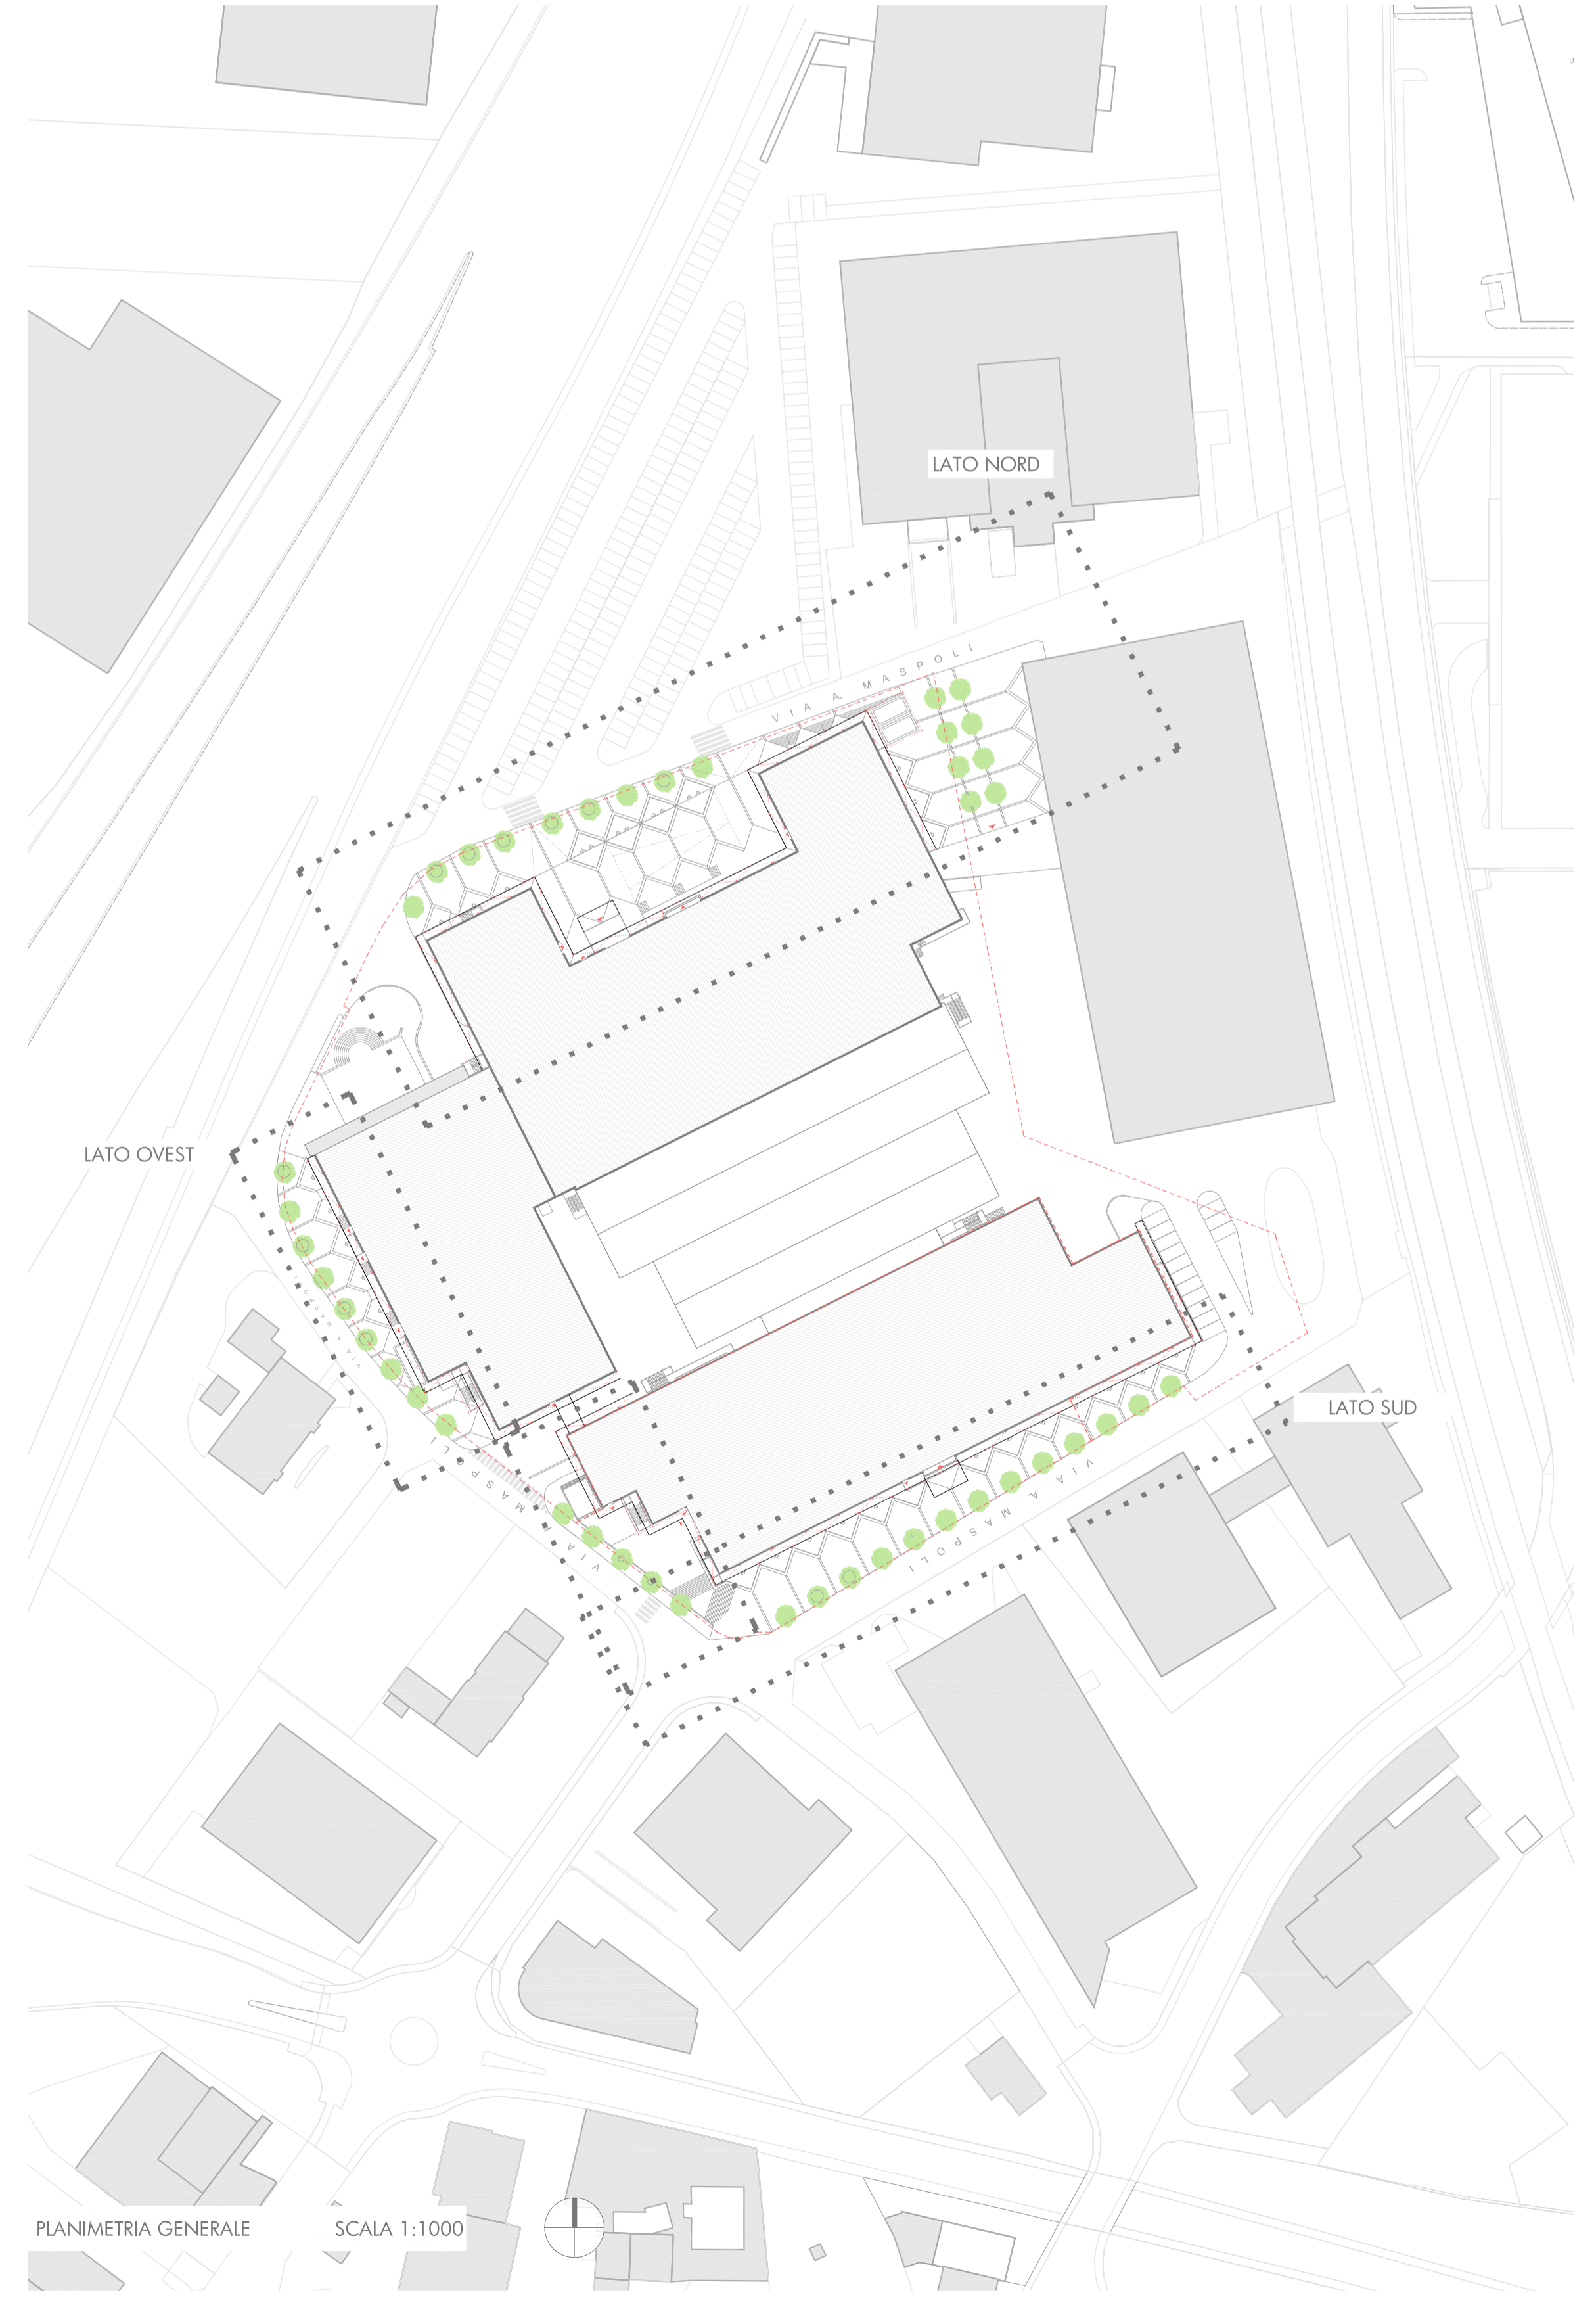 LATO NORD
VIA A. MASPOLI
LATO OVEST
VIA A. MASPOLI
LATO SUD
VIA A. MASPOLI
PLANIMETRIA GENERALE
SCALA 1:1000